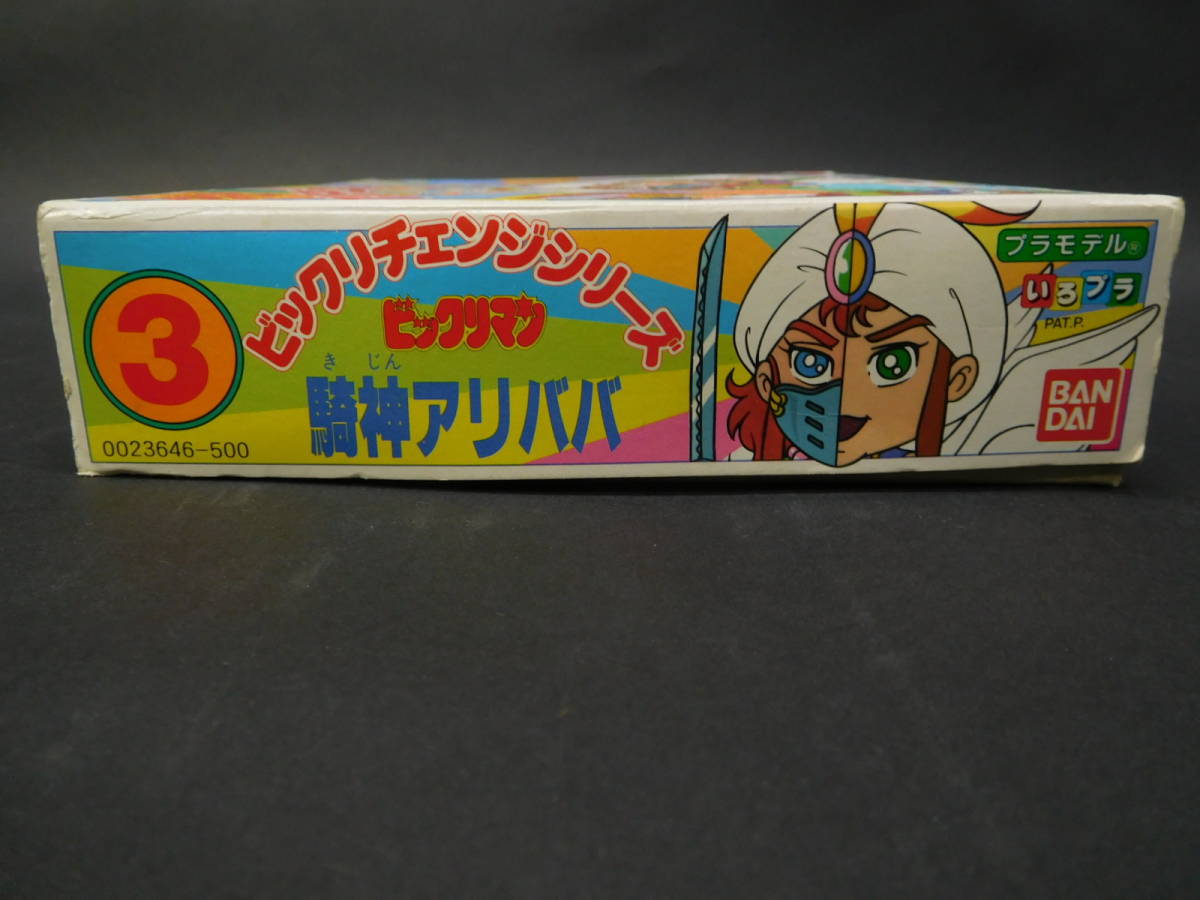 3
0023646-500
ビックリチェンジシリーズ
ビックリマン
き じん
騎神アリババ
プラモデル
いろプラ
PAT.P.
BAN
DAI